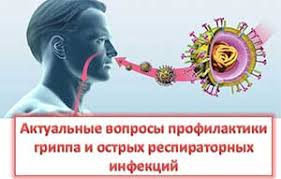 Актуальные вопросы профилактики
гриппа и острых респираторных
инфекций